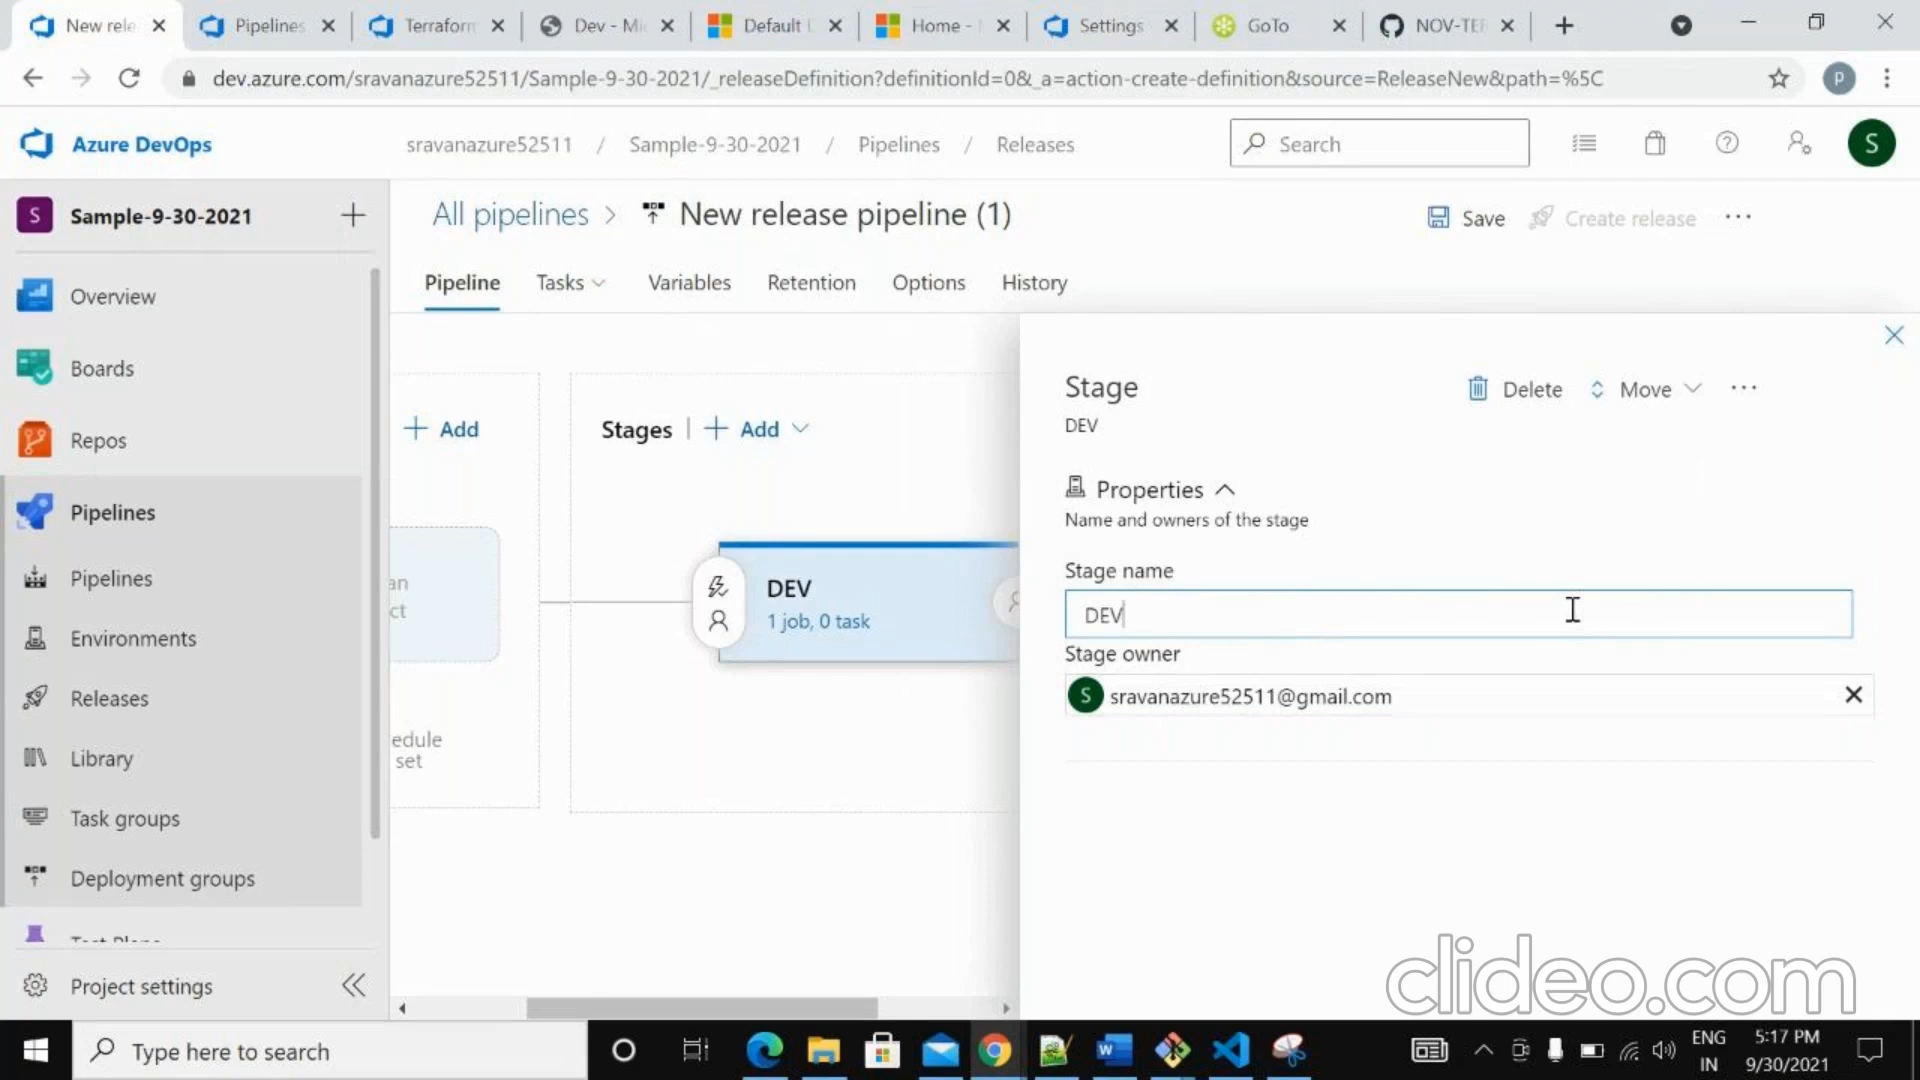 New rele
Pipelines
Terraform
Dev - Mi
Default D
Home -
Settings
GoTo
NOV-TER
dev.azure.com/sravanazure52511/Sample-9-30-2021/_releaseDefinition?definitionId=0&_a=action-create-definition&source=ReleaseNew&path=%5C
P
Azure DevOps
sravanazure52511 / Sample-9-30-2021 / Pipelines / Releases
Search
S
S Sample-9-30-2021
All pipelines > New release pipeline (1)
Save
Create release
Pipeline Tasks Variables Retention Options History
Overview
Boards
Repos
Pipelines
Pipelines
Environments
Releases
Library
Task groups
Deployment groups
Project settings
Add
Stages | Add
an
ct
DEV
1 job, 0 task
edule
set
Stage
DEV
Delete
Move
Properties
Name and owners of the stage
Stage name
DEV
Stage owner
S sravanazure52511@gmail.com
clideo.com
Type here to search
ENG
IN
5:17 PM
9/30/2021